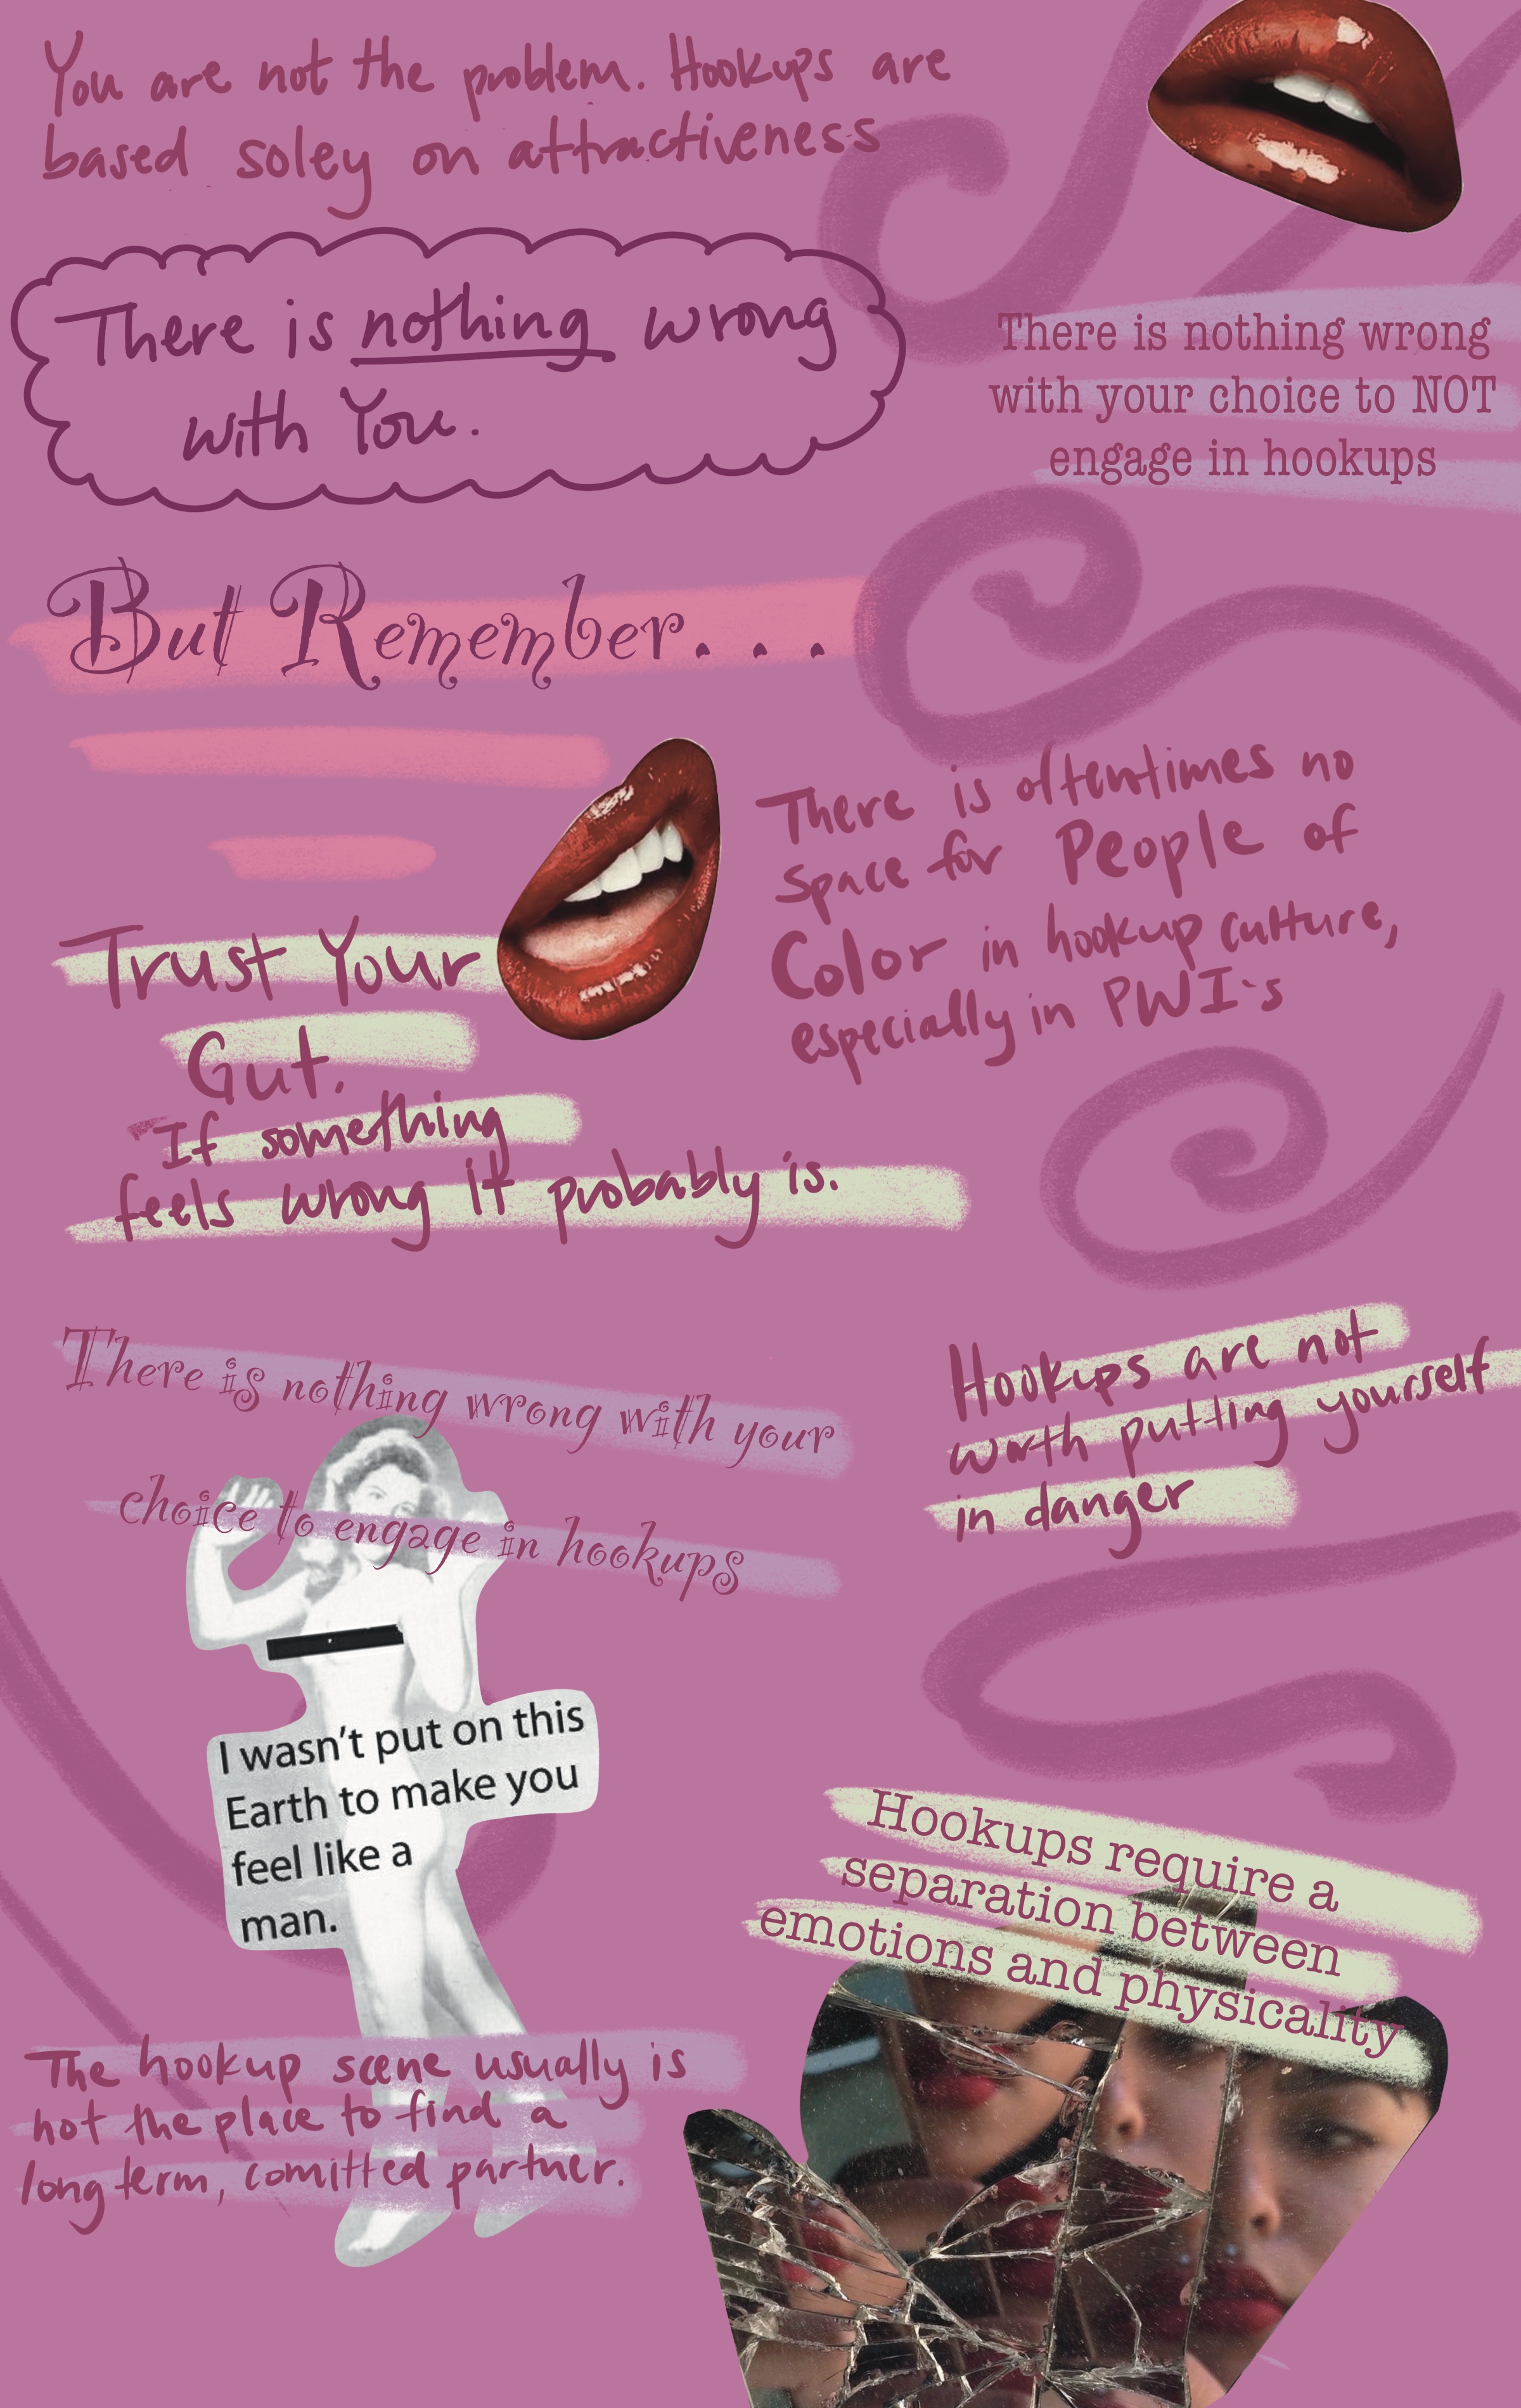 You are not the problem. Hookups are
based soley on attractiveness
There is nothing wrong
with You.
There is nothing wrong
with your choice to NOT
engage in hookups
But Remember...
There is oftentimes no
space for People of
Color in hookup culture,
especially in PWI's
Trust Your
Gut.
If something
feels wrong it probably is.
There is nothing wrong with your
choice to engage in hookups
Hookups are not
worth putting yourself
in danger
I wasn't put on this
Earth to make you
feel like a
man.
Hookups require a
separation between
emotions and physicality
The hookup scene usually is
not the place to find a
long term, comitted partner.